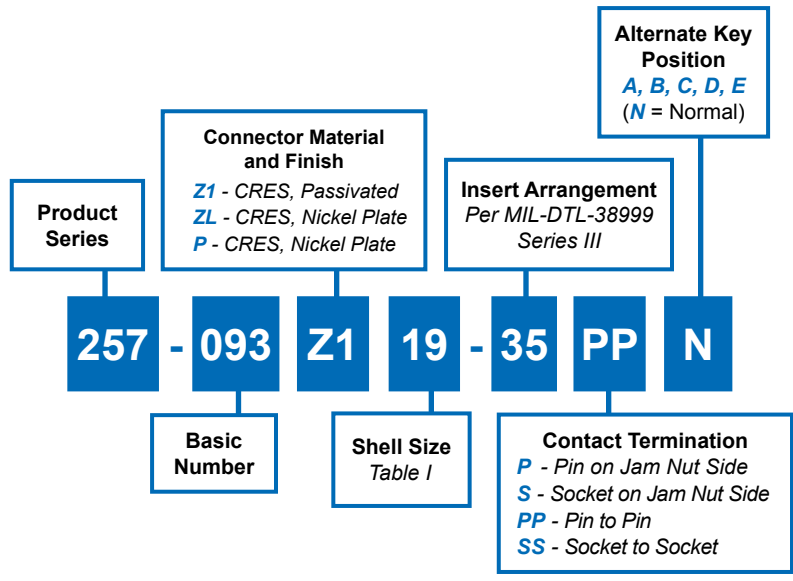 Alternate Key
Position
A, B, C, D, E
(N = Normal)
Connector Material
and Finish
Z1 - CRES, Passivated
ZL - CRES, Nickel Plate
P - CRES, Nickel Plate
Insert Arrangement
Per MIL-DTL-38999
Series III
Product
Series
257 - 093 Z1 19 - 35 PP N
Basic
Number
Shell Size
Table I
Contact Termination
P - Pin on Jam Nut Side
S - Socket on Jam Nut Side
PP - Pin to Pin
SS - Socket to Socket